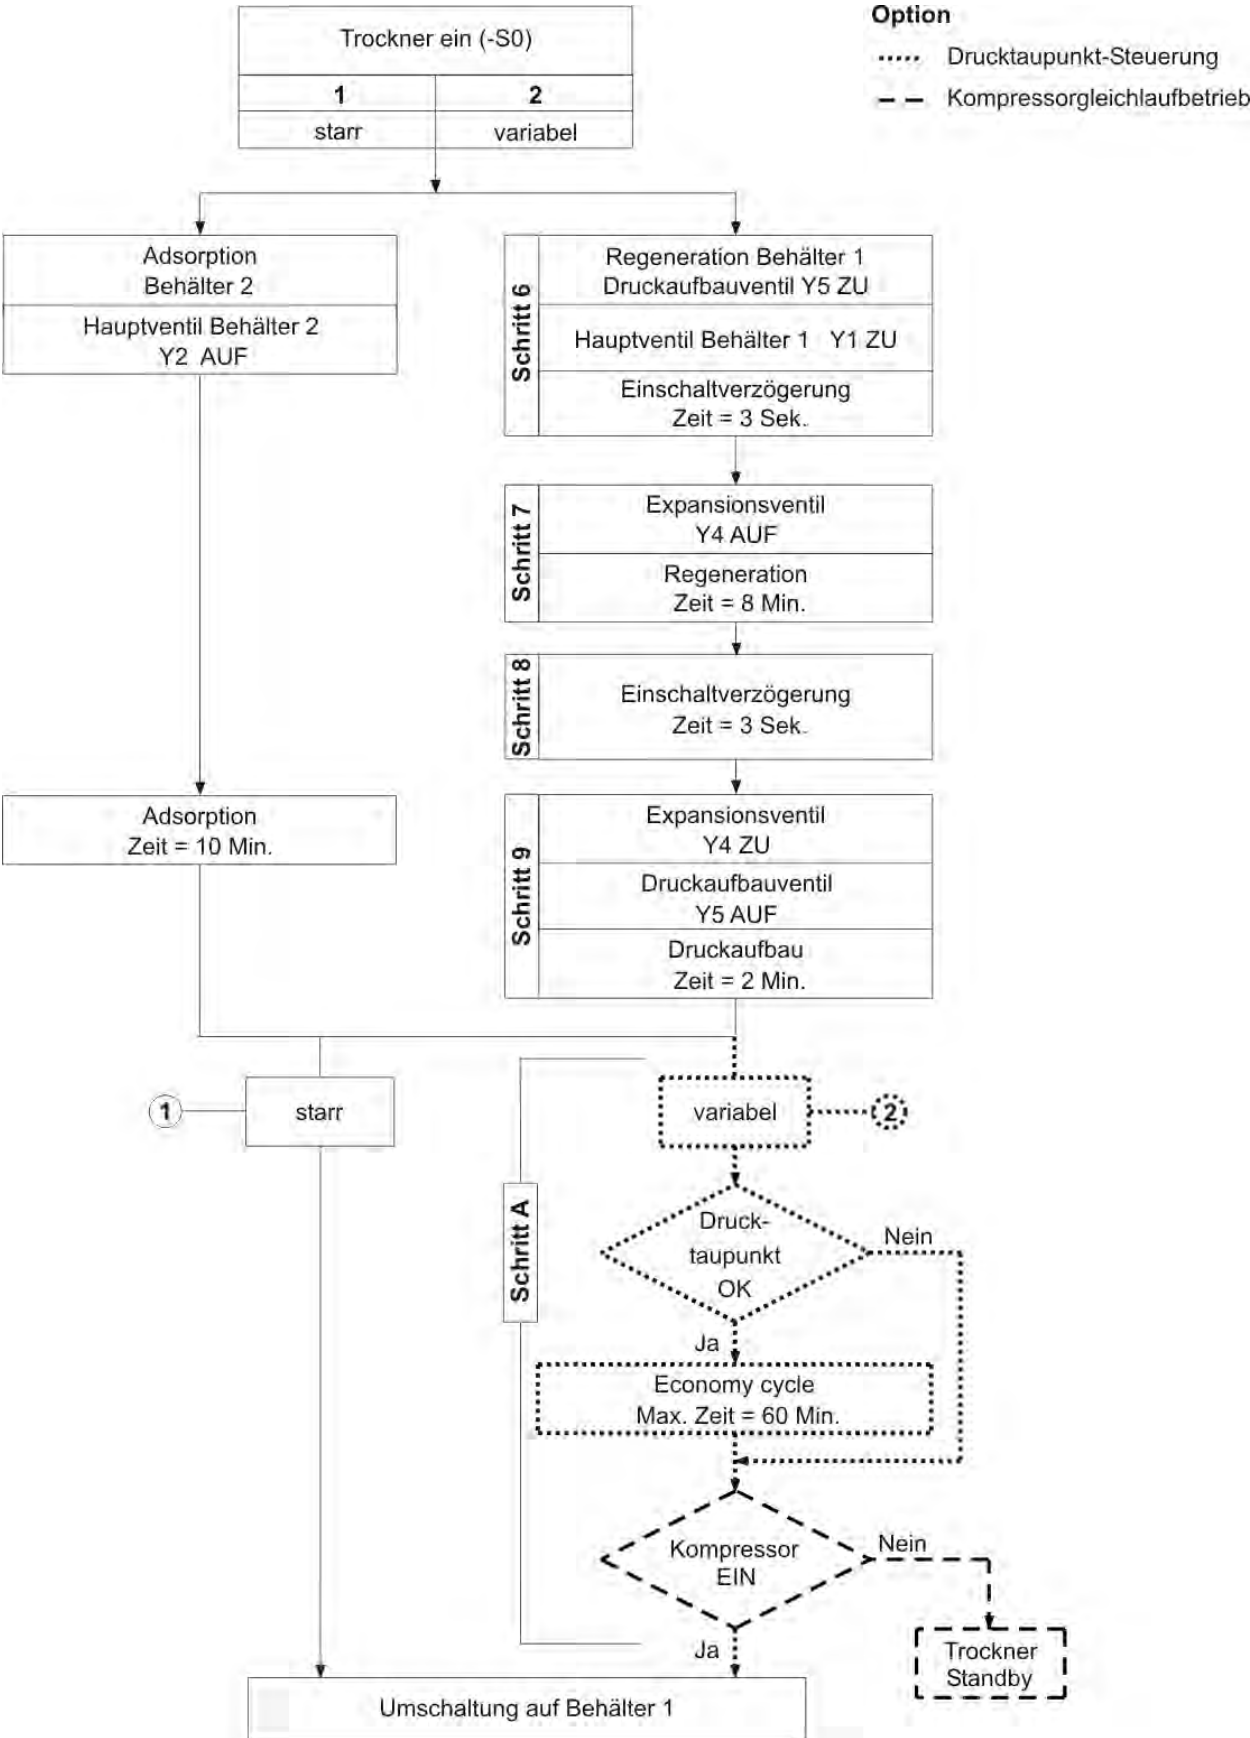 Option
Drucktaupunkt-Steuerung
Kompressorgleichlaufbetrieb
Trockner ein (-S0)
1
2
starr
variabel
Adsorption
Behälter 2
Hauptventil Behälter 2
Y2 AUF
Schritt 6
Regeneration Behälter 1
Druckaufbauventil Y5 ZU
Hauptventil Behälter 1 Y1 ZU
Einschaltverzögerung
Zeit = 3 Sek.
Schritt 7
Expansionsventil
Y4 AUF
Regeneration
Zeit = 8 Min.
Schritt 8
Einschaltverzögerung
Zeit = 3 Sek.
Adsorption
Zeit = 10 Min.
Schritt 9
Expansionsventil
Y4 ZU
Druckaufbauventil
Y5 AUF
Druckaufbau
Zeit = 2 Min.
1
starr
variabel
2
Schritt A
Druck-
taupunkt
OK
Nein
Ja
Economy cycle
Max. Zeit = 60 Min.
Kompressor
EIN
Nein
Ja
Trockner
Standby
Umschaltung auf Behälter 1